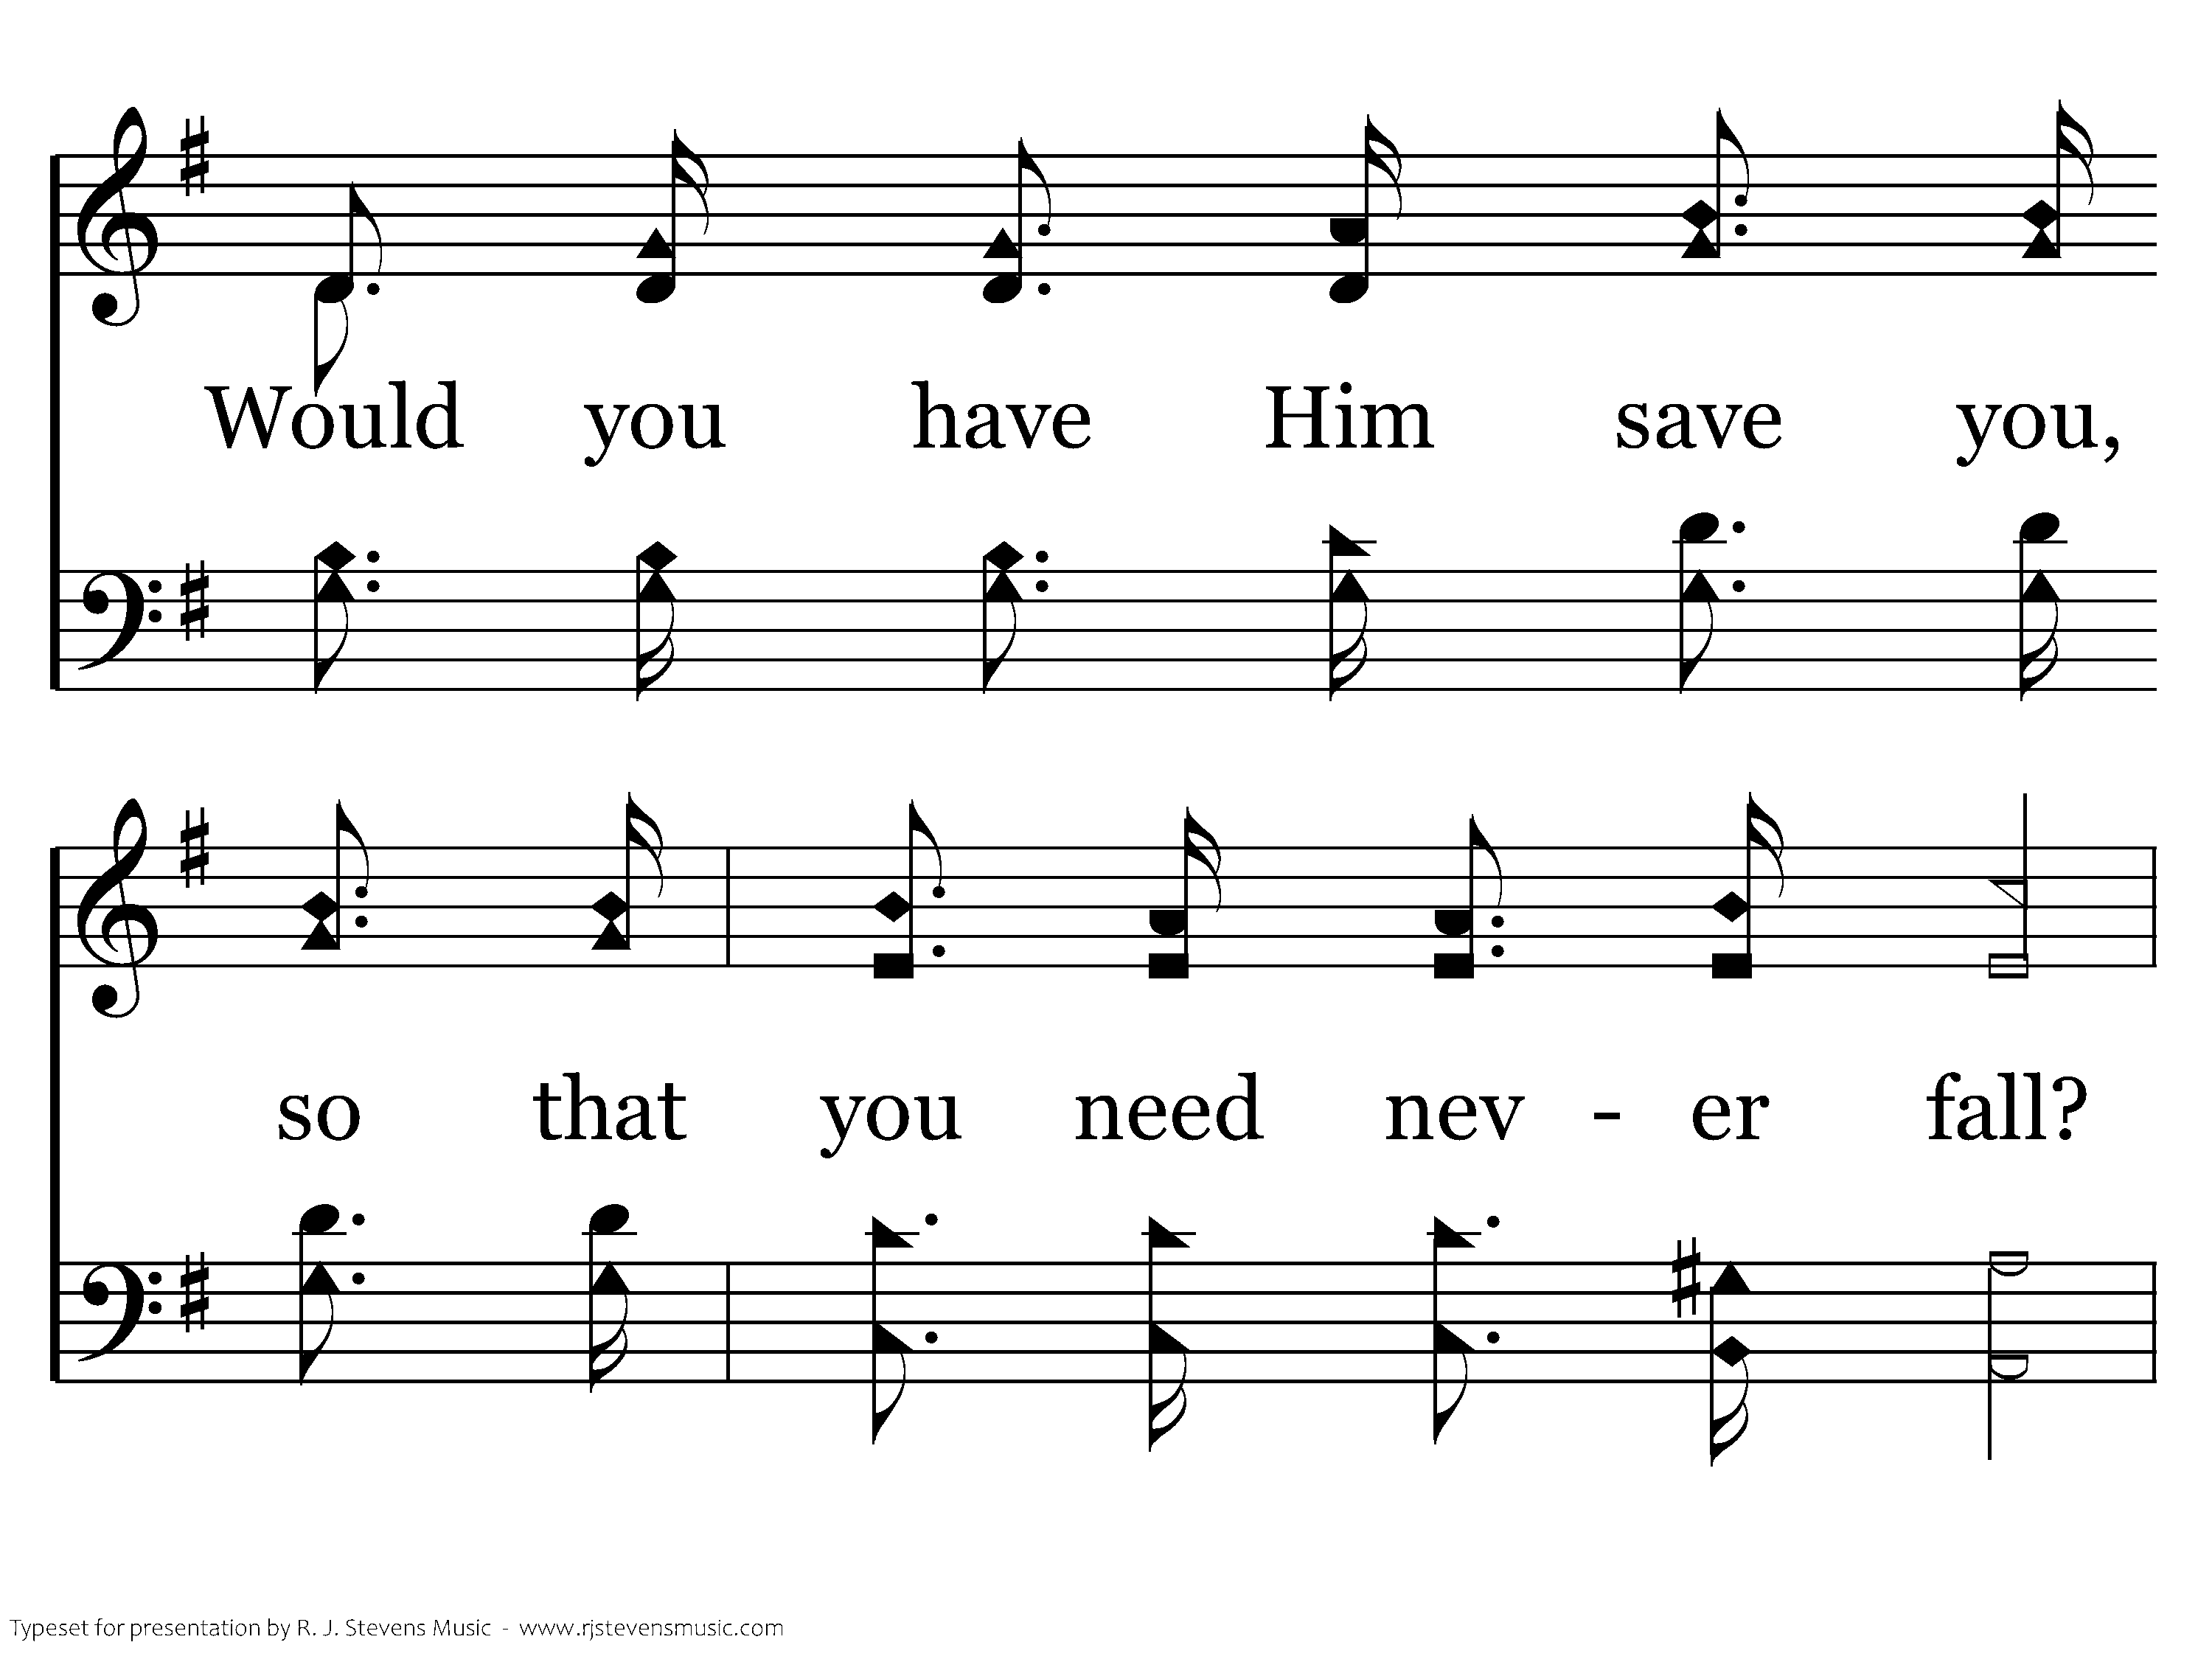 Would you have Him save you,
so that you need nev - er fall?
Typeset for presentation by R. J. Stevens Music - www.rjstevensmusic.com